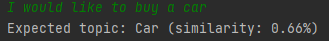 I would like to buy a car
Expected topic: Car (similarity: 0.66%)